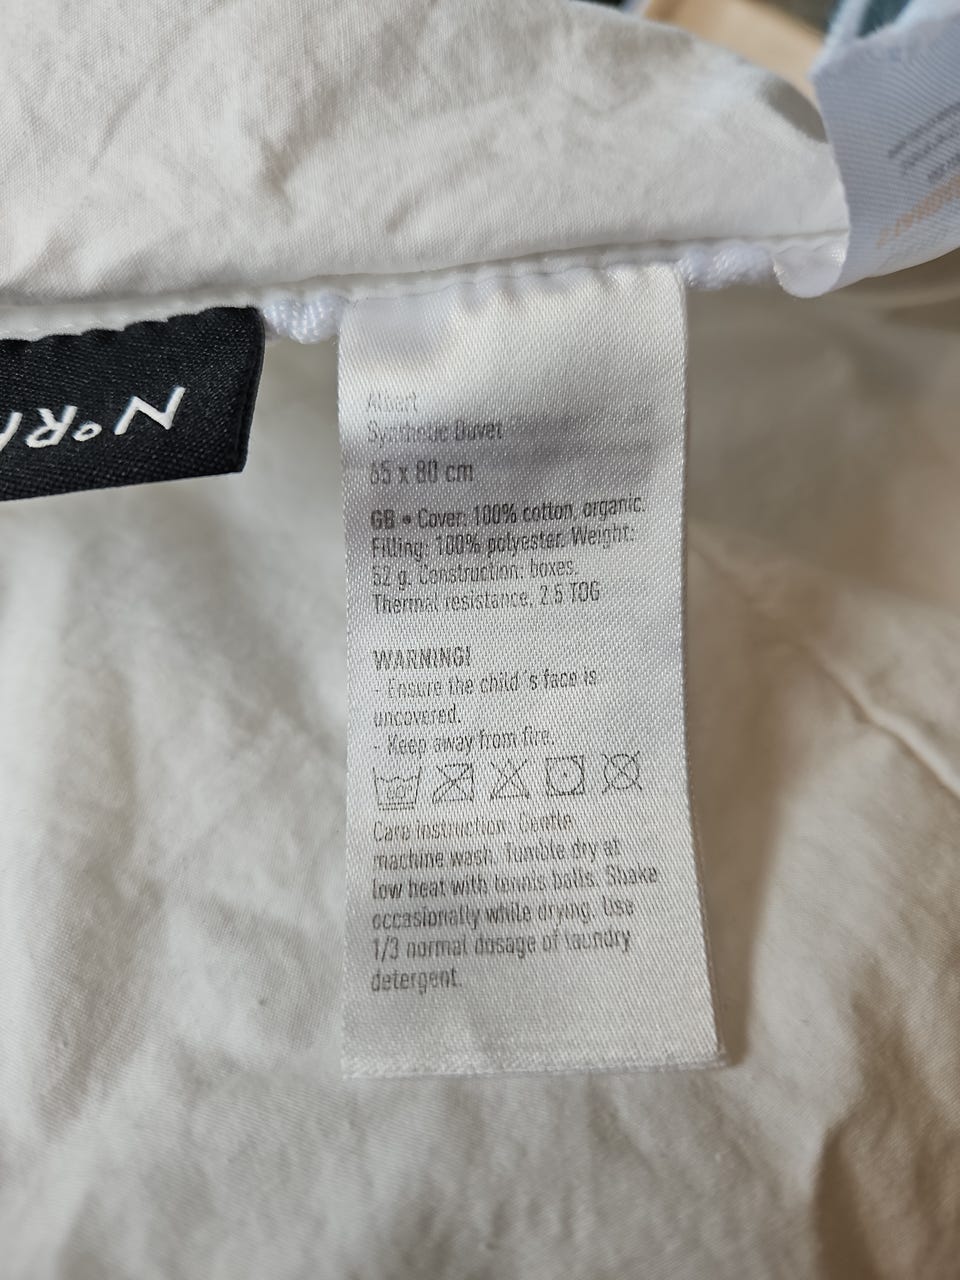 Albert
Synthetic Duvet
65 x 80 cm
GB • Cover: 100% cotton, organic.
Filling: 100% polyester. Weight:
52 g. Construction: boxes.
Thermal resistance, 2.5 TOG
WARNING!
- Ensure the child´s face is
uncovered.
- Keep away from fire.
60°
Care instruction: Gentle
machine wash. Tumble dry at
low heat with tennis balls. Shake
occasionally while drying. Use
1/3 normal dosage of laundry
detergent.